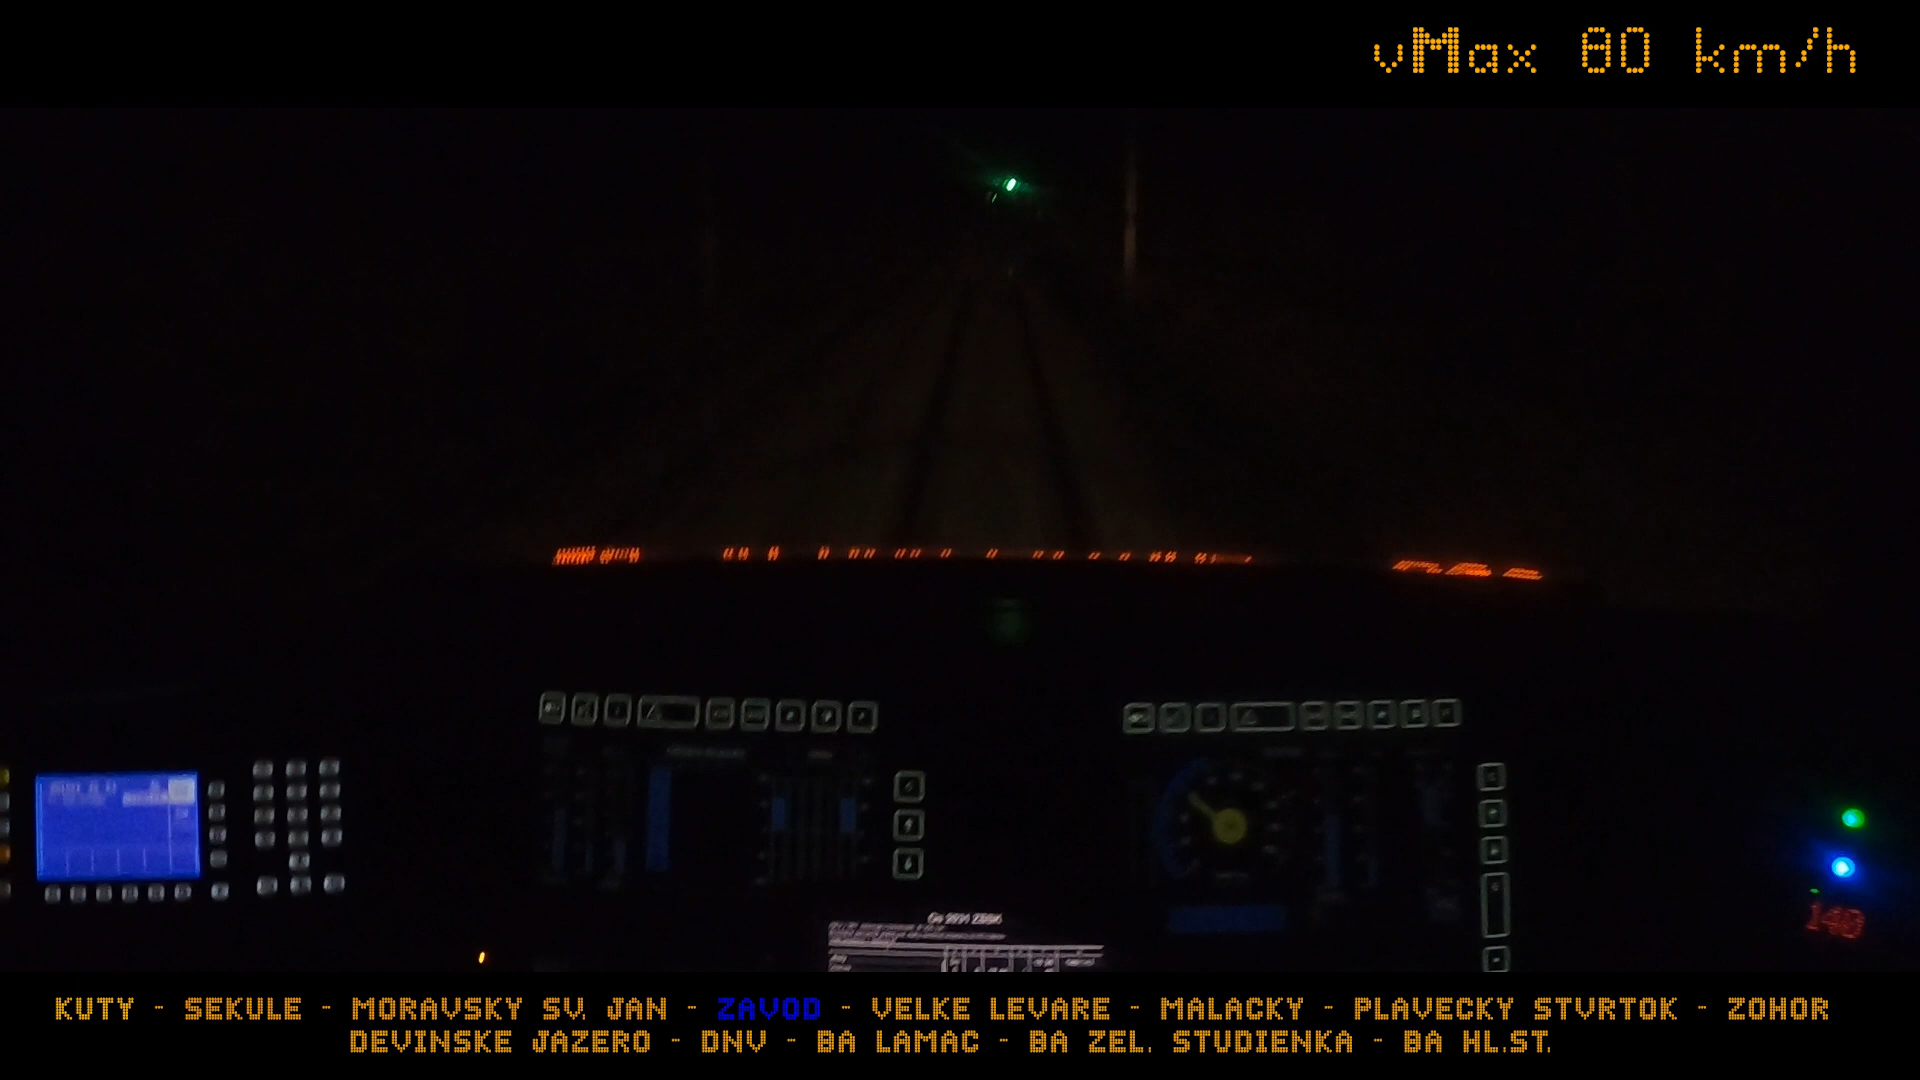 vMax 80 km/h
140
KUTY - SEKULE - MORAVSKY SV. JAN - ZAVOD - VELKE LEVARE - MALACKY - PLAVECKY STVRTOK - ZOHOR
DEVINSKE JAZERO - DNV - BA LAMAC - BA ZEL. STUDIENKA - BA HL.ST.